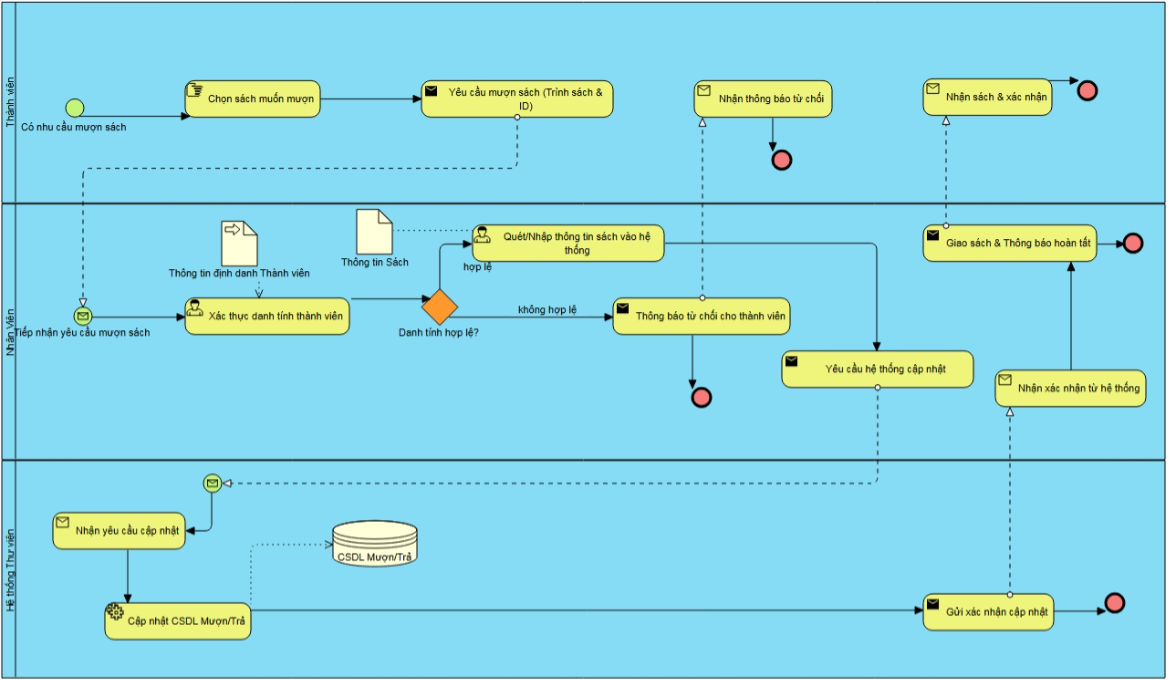 Thành viên
Có nhu cầu mượn sách
Chọn sách muốn mượn
Yêu cầu mượn sách (Trình sách &
ID)
Nhận thông báo từ chối
Nhận sách & xác nhận
Nhân Viên
Tiếp nhận yêu cầu mượn sách
Thông tin định danh Thành viên
Xác thực danh tính thành viên
Thông tin Sách
Danh tính hợp lệ?
hợp lệ
Quét/Nhập thông tin sách vào hệ
thống
không hợp lệ
Thông báo từ chối cho thành viên
Yêu cầu hệ thống cập nhật
Giao sách & Thông báo hoàn tất
Nhận xác nhận từ hệ thống
Hệ thống Thư viện
Nhận yêu cầu cập nhật
Cập nhật CSDL Mượn/Trả
CSDL Mượn/Trả
Gửi xác nhận cập nhật